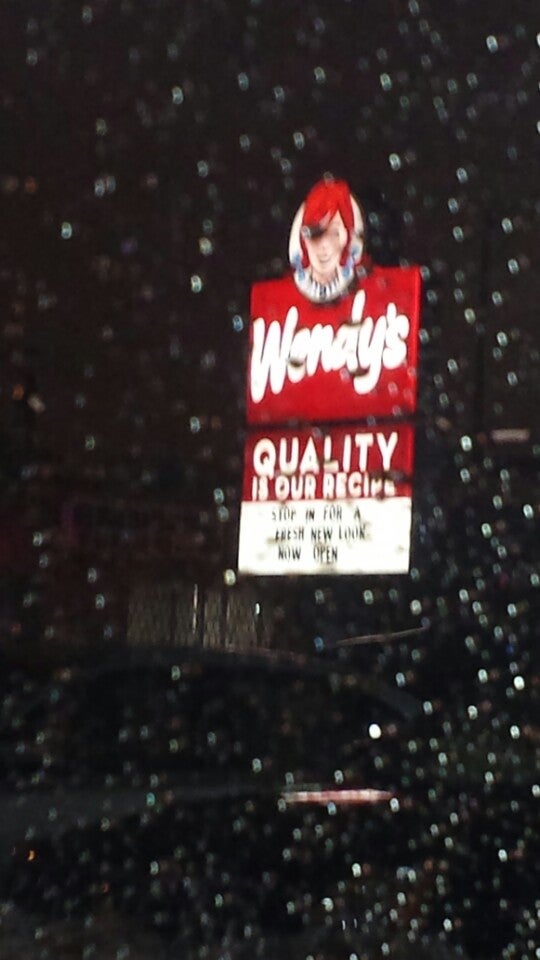 Wendy's
QUALITY
IS OUR RECIPE
STOP IN FOR A
FRESH NEW LOOK
NOW OPEN